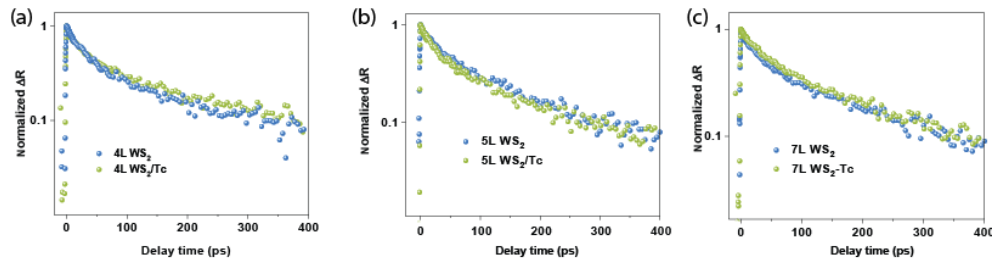 (a)
Normalized ΔR
1
0.1
4L WS₂
4L WS₂/Tc
0 100 200 300 400
Delay time (ps)
(b)
Normalized ΔR
1
0.1
5L WS₂
5L WS₂/Tc
0 100 200 300 400
Delay time (ps)
(c)
Normalized ΔR
1
0.1
7L WS₂
7L WS₂-Tc
0 100 200 300 400
Delay time (ps)